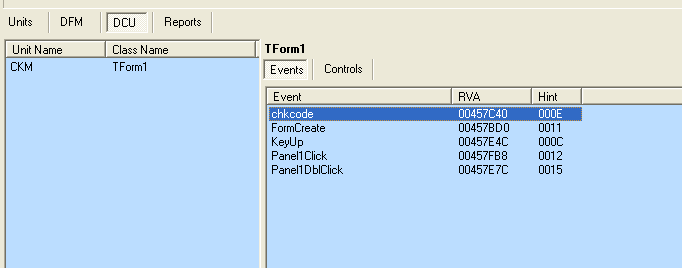 Units DFM DCU Reports
Unit Name Class Name
CKM TForm1
TForm1
Events Controls
Event RVA Hint
chkcode 00457C40 000E
FormCreate 00457BD0 0011
KeyUp 00457E4C 000C
Panel1Click 00457FB8 0012
Panel1DblClick 00457E7C 0015